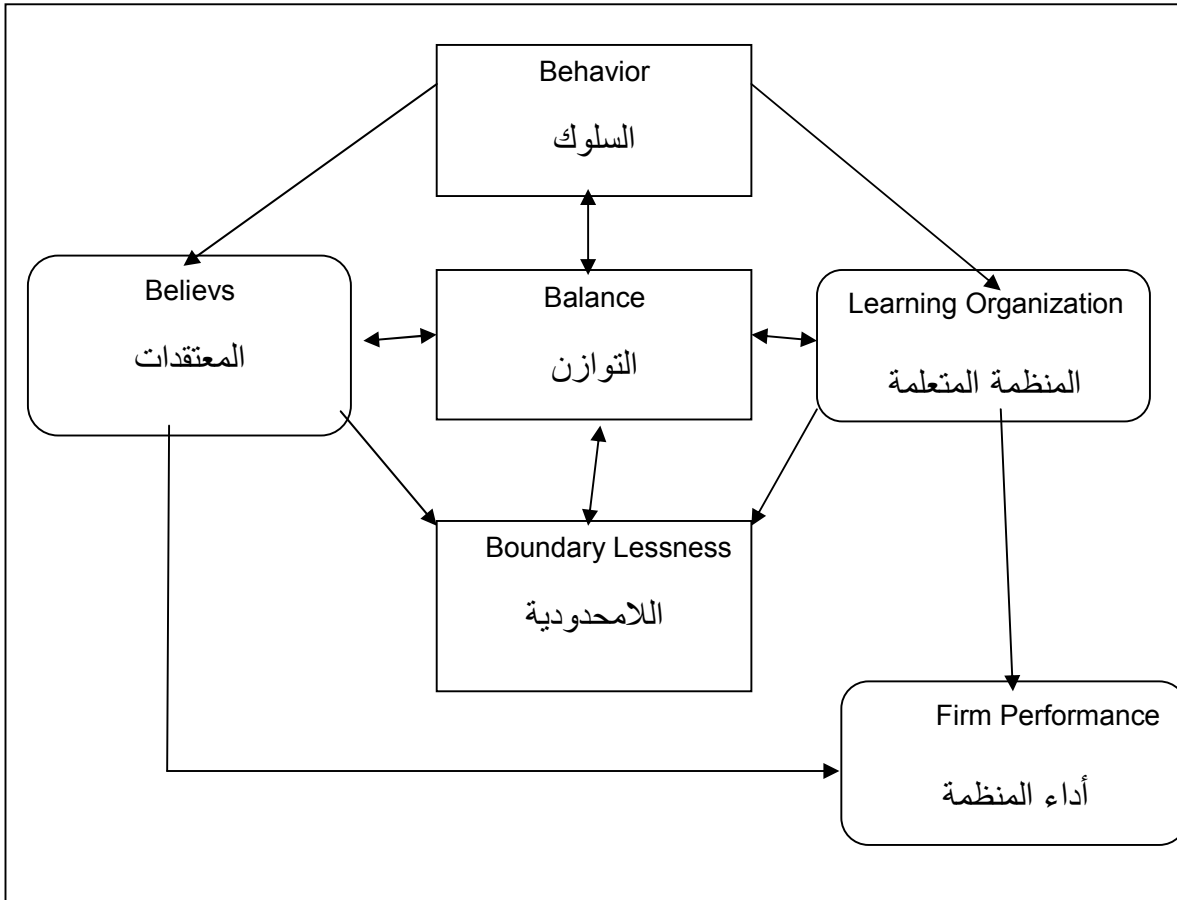 Behavior
السلوك
Believs
المعتقدات
Balance
التوازن
Learning Organization
المنظمة المتعلمة
Boundary Lessness
اللامحدودية
Firm Performance
أداء المنظمة